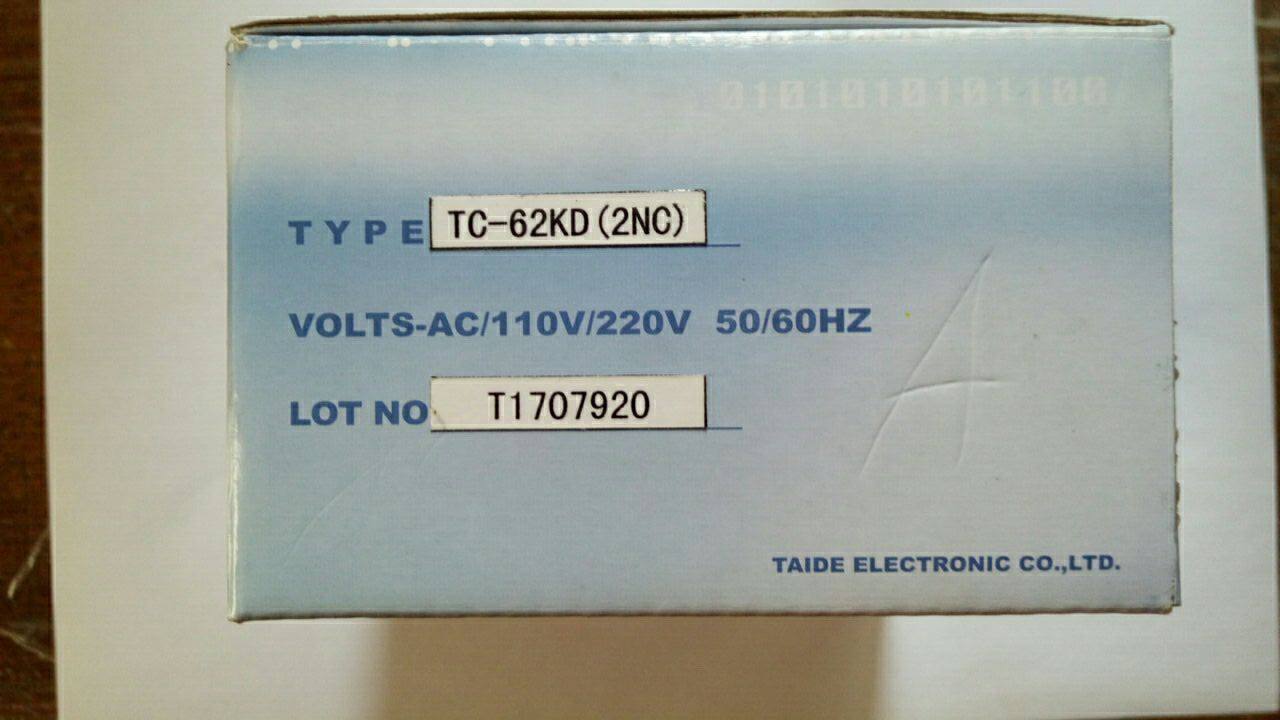 0101010101100
TYPE TC-62KD(2NC)
VOLTS-AC/110V/220V 50/60HZ
LOT NO T1707920
A
TAIDE ELECTRONIC CO.,LTD.